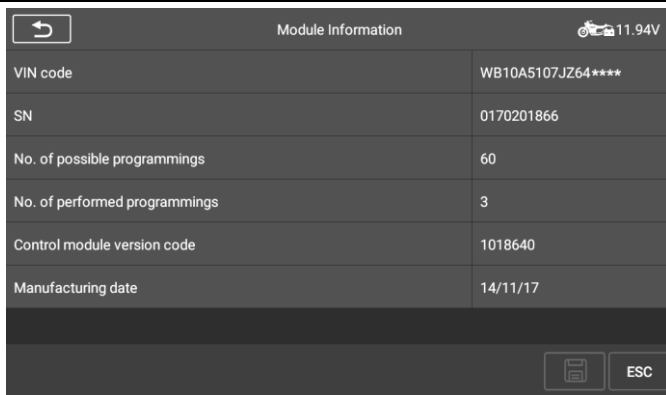 Module Information 11.94V
VIN code WB10A5107JZ64****
SN 0170201866
No. of possible programmings 60
No. of performed programmings 3
Control module version code 1018640
Manufacturing date 14/11/17
ESC